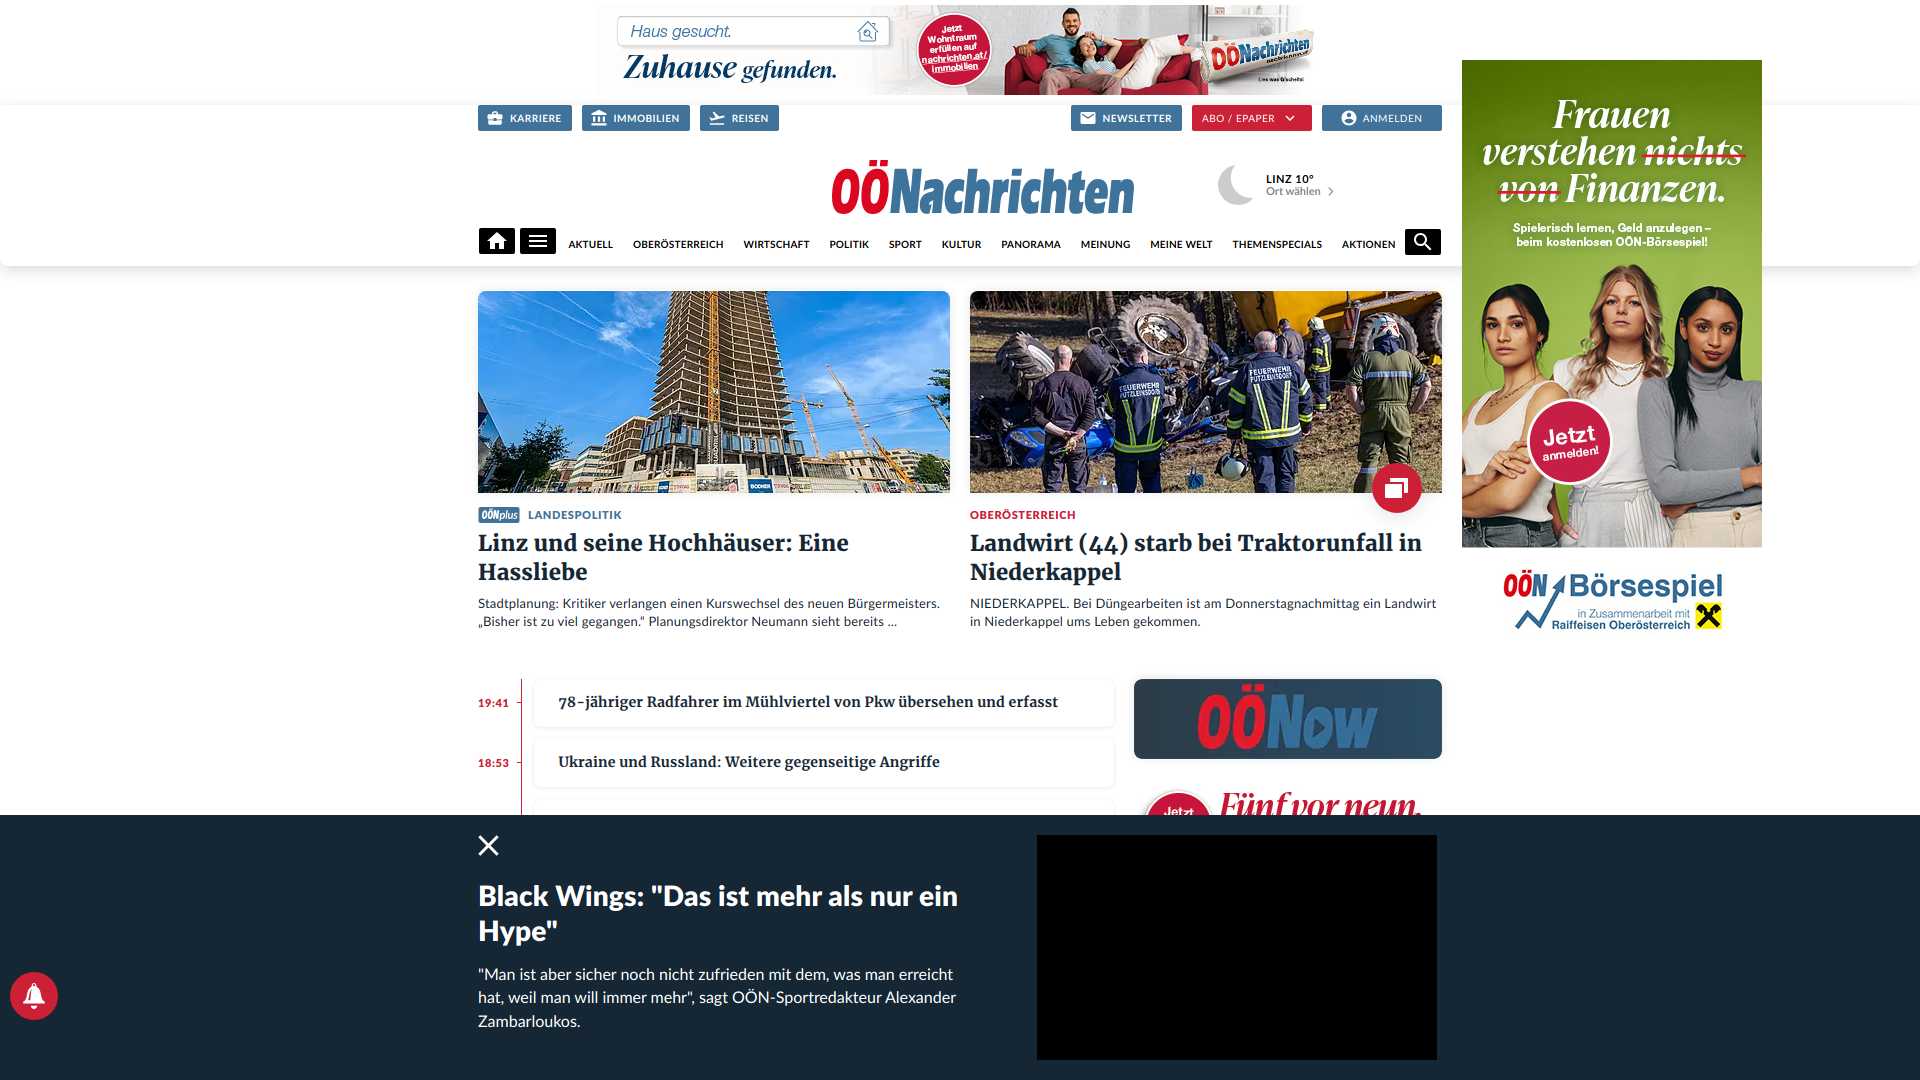 Haus gesucht.
Zuhause gefunden.
Jetzt
Wohntraum
erfüllen auf
nachrichten.at/
immobilien
OÖNachrichten
Lies was G'scheits!
KARRIERE
IMMOBILIEN
REISEN
NEWSLETTER
ABO / EPAPER
ANMELDEN
OÖNachrichten
LINZ 10°
Ort wählen
AKTUELL
OBERÖSTERREICH
WIRTSCHAFT
POLITIK
SPORT
KULTUR
PANORAMA
MEINUNG
MEINE WELT
THEMENSPECIALS
AKTIONEN
Frauen
verstehen nichts
von Finanzen.
Spielerisch lernen, Geld anzulegen –
beim kostenlosen OÖN-Börsespiel!
Jetzt
anmelden!
OÖN Börsespiel
in Zusammenarbeit mit
Raiffeisen Oberösterreich
FEUERWEHR
PUTZLEINSDORF
FEUERWEHR
PUTZLEINSDORF
OÖNplus LANDESPOLITIK
Linz und seine Hochhäuser: Eine
Hassliebe
Stadtplanung: Kritiker verlangen einen Kurswechsel des neuen Bürgermeisters.
„Bisher ist zu viel gegangen.“ Planungsdirektor Neumann sieht bereits ...
OBERÖSTERREICH
Landwirt (44) starb bei Traktorunfall in
Niederkappel
NIEDERKAPPEL. Bei Düngearbeiten ist am Donnerstagnachmittag ein Landwirt
in Niederkappel ums Leben gekommen.
19:41 78-jähriger Radfahrer im Mühlviertel von Pkw übersehen und erfasst
18:53 Ukraine und Russland: Weitere gegenseitige Angriffe
OÖNow
Jetzt
Fünf vor neun.
Black Wings: "Das ist mehr als nur ein
Hype"
"Man ist aber sicher noch nicht zufrieden mit dem, was man erreicht
hat, weil man will immer mehr", sagt OÖN-Sportredakteur Alexander
Zambarloukos.